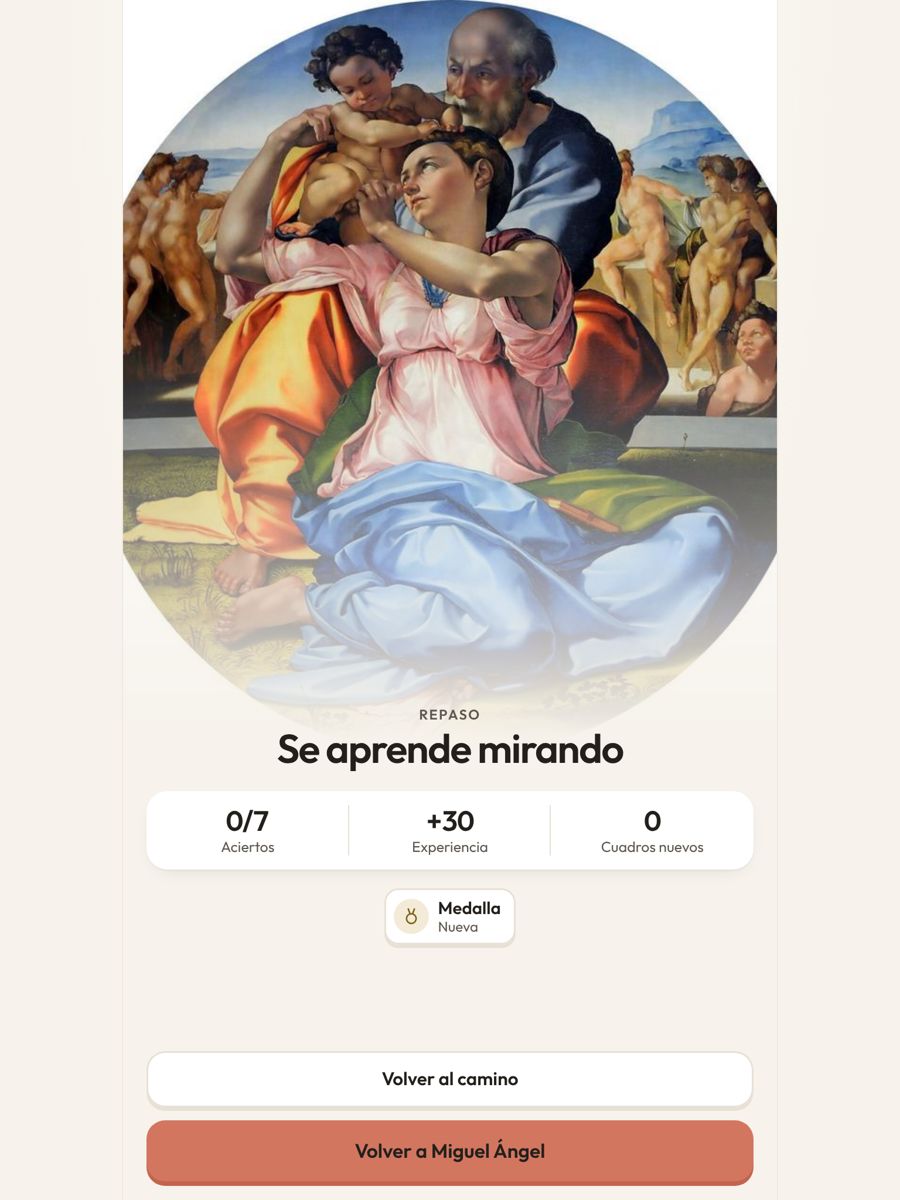 REPASO
Se aprende mirando
0/7
Aciertos
+30
Experiencia
0
Cuadros nuevos
Medalla
Nueva
Volver al camino
Volver a Miguel Ángel